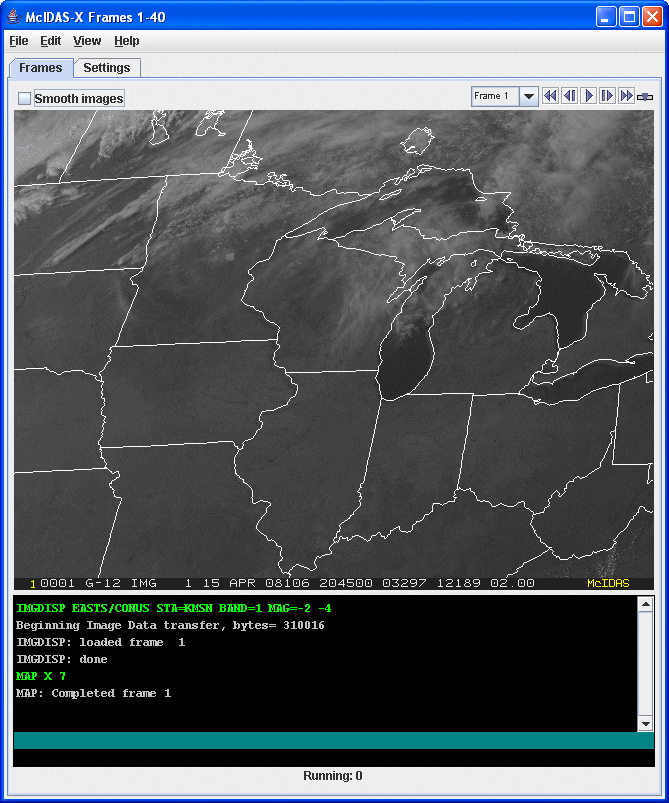 McIDAS-X Frames 1-40
File Edit View Help
Frames Settings
Smooth images Frame 1
1 0001 G-12 IMG 1 15 APR 08106 204500 03297 12189 02.00 McIDAS
IMGDISP EASTS/CONUS STA=KMSN BAND=1 MAG=-2 -4
Beginning Image Data transfer, bytes= 310016
IMGDISP: loaded frame 1
IMGDISP: done
MAP X 7
MAP: Completed frame 1
Running: 0